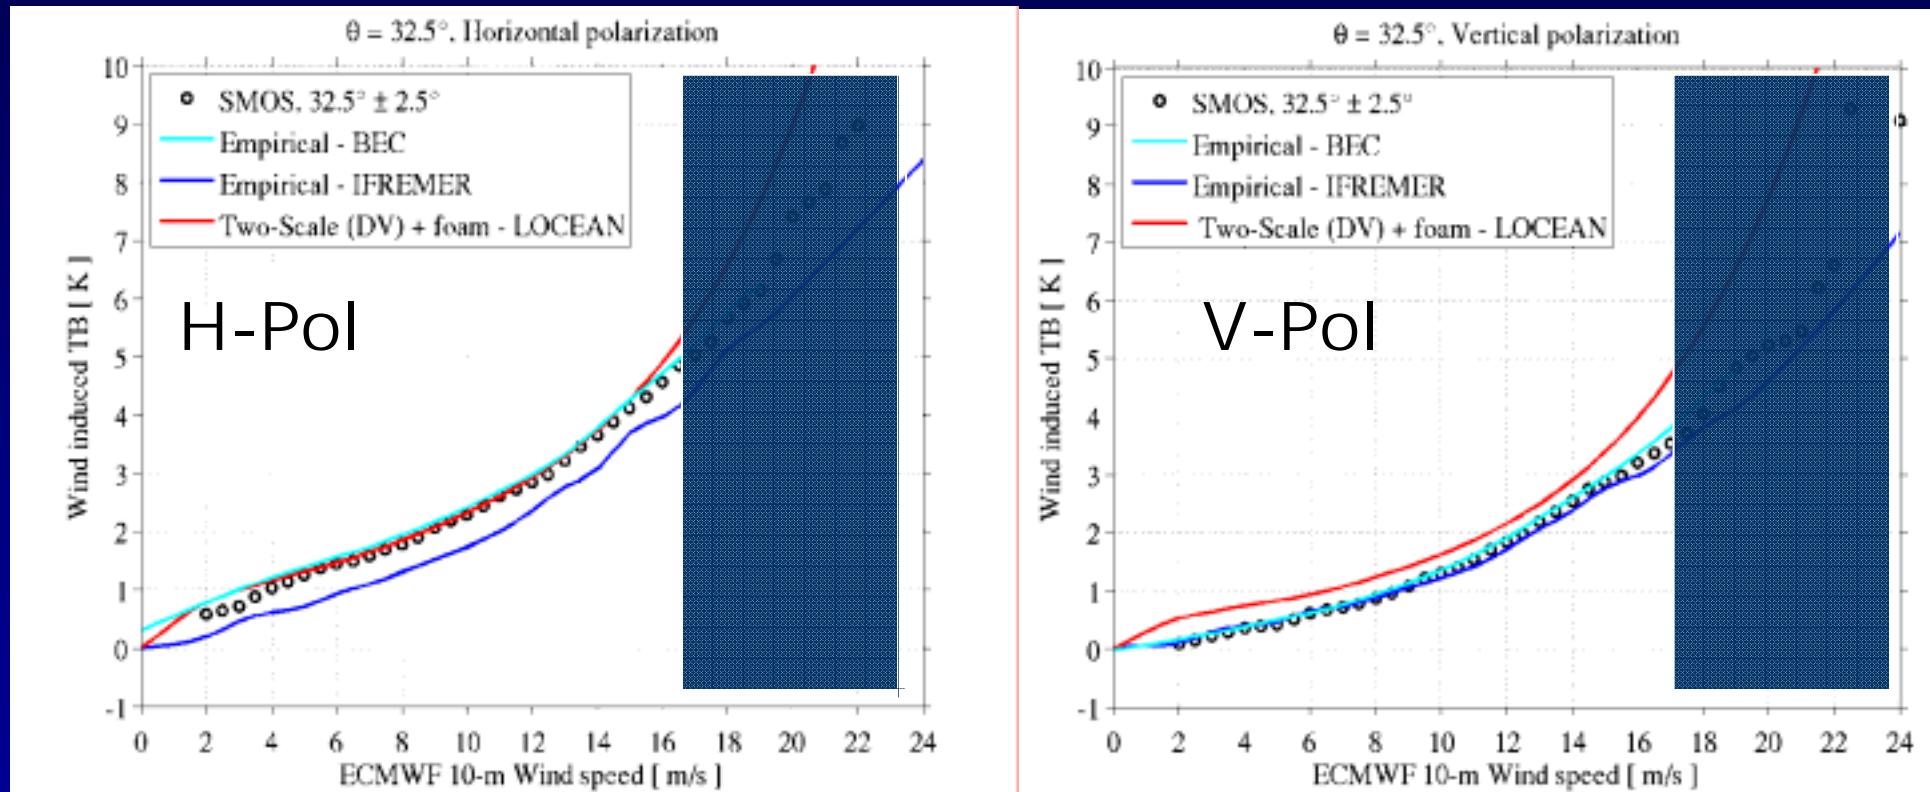 θ = 32.5°, Horizontal polarization
10
9
8
7
6
5
4
3
2
1
0
-1
Wind induced TB [ K ]
SMOS, 32.5° ± 2.5°
Empirical - BEC
Empirical - IFREMER
Two-Scale (DV) + foam - LOCEAN
H-Pol
0 2 4 6 8 10 12 14 16 18 20 22 24
ECMWF 10-m Wind speed [ m/s ]
θ = 32.5°, Vertical polarization
10
9
8
7
6
5
4
3
2
1
0
-1
Wind induced TB [ K ]
SMOS, 32.5° ± 2.5°
Empirical - BEC
Empirical - IFREMER
Two-Scale (DV) + foam - LOCEAN
V-Pol
0 2 4 6 8 10 12 14 16 18 20 22 24
ECMWF 10-m Wind speed [ m/s ]